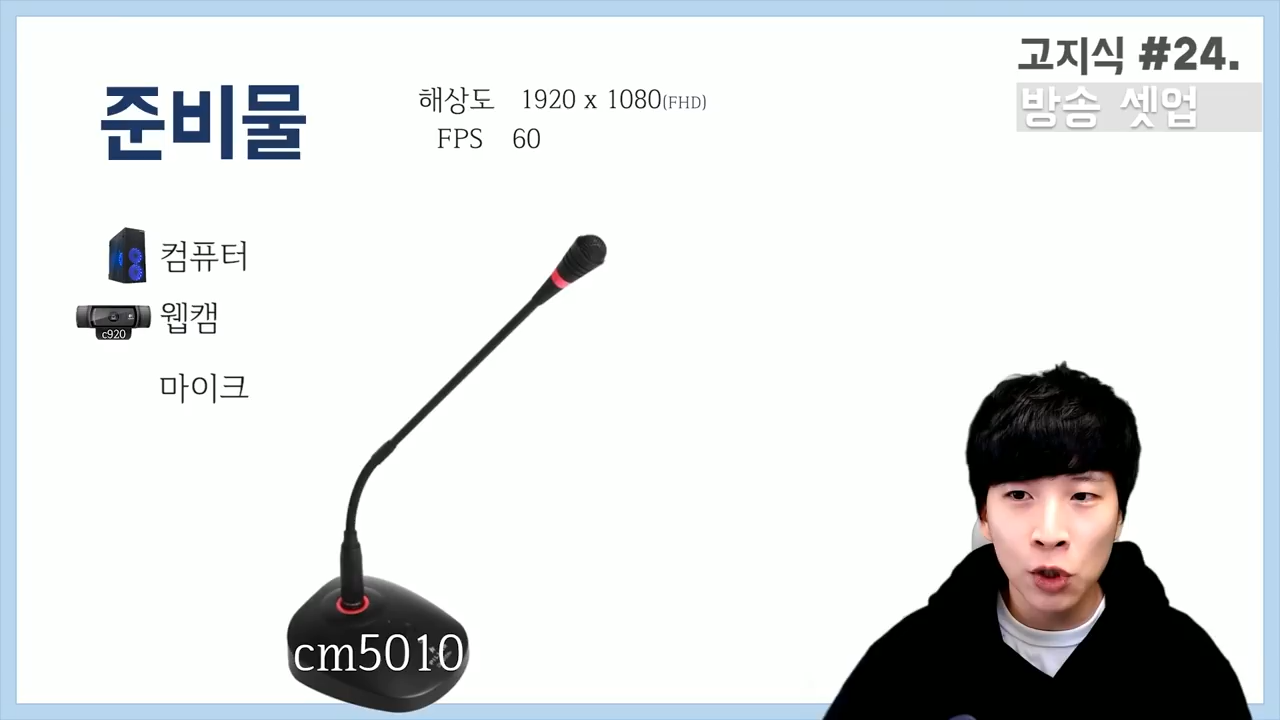 고지식 #24.
방송 셋업
준비물
해상도 1920 x 1080(FHD)
FPS 60
컴퓨터
웹캠
c920
마이크
cm5010